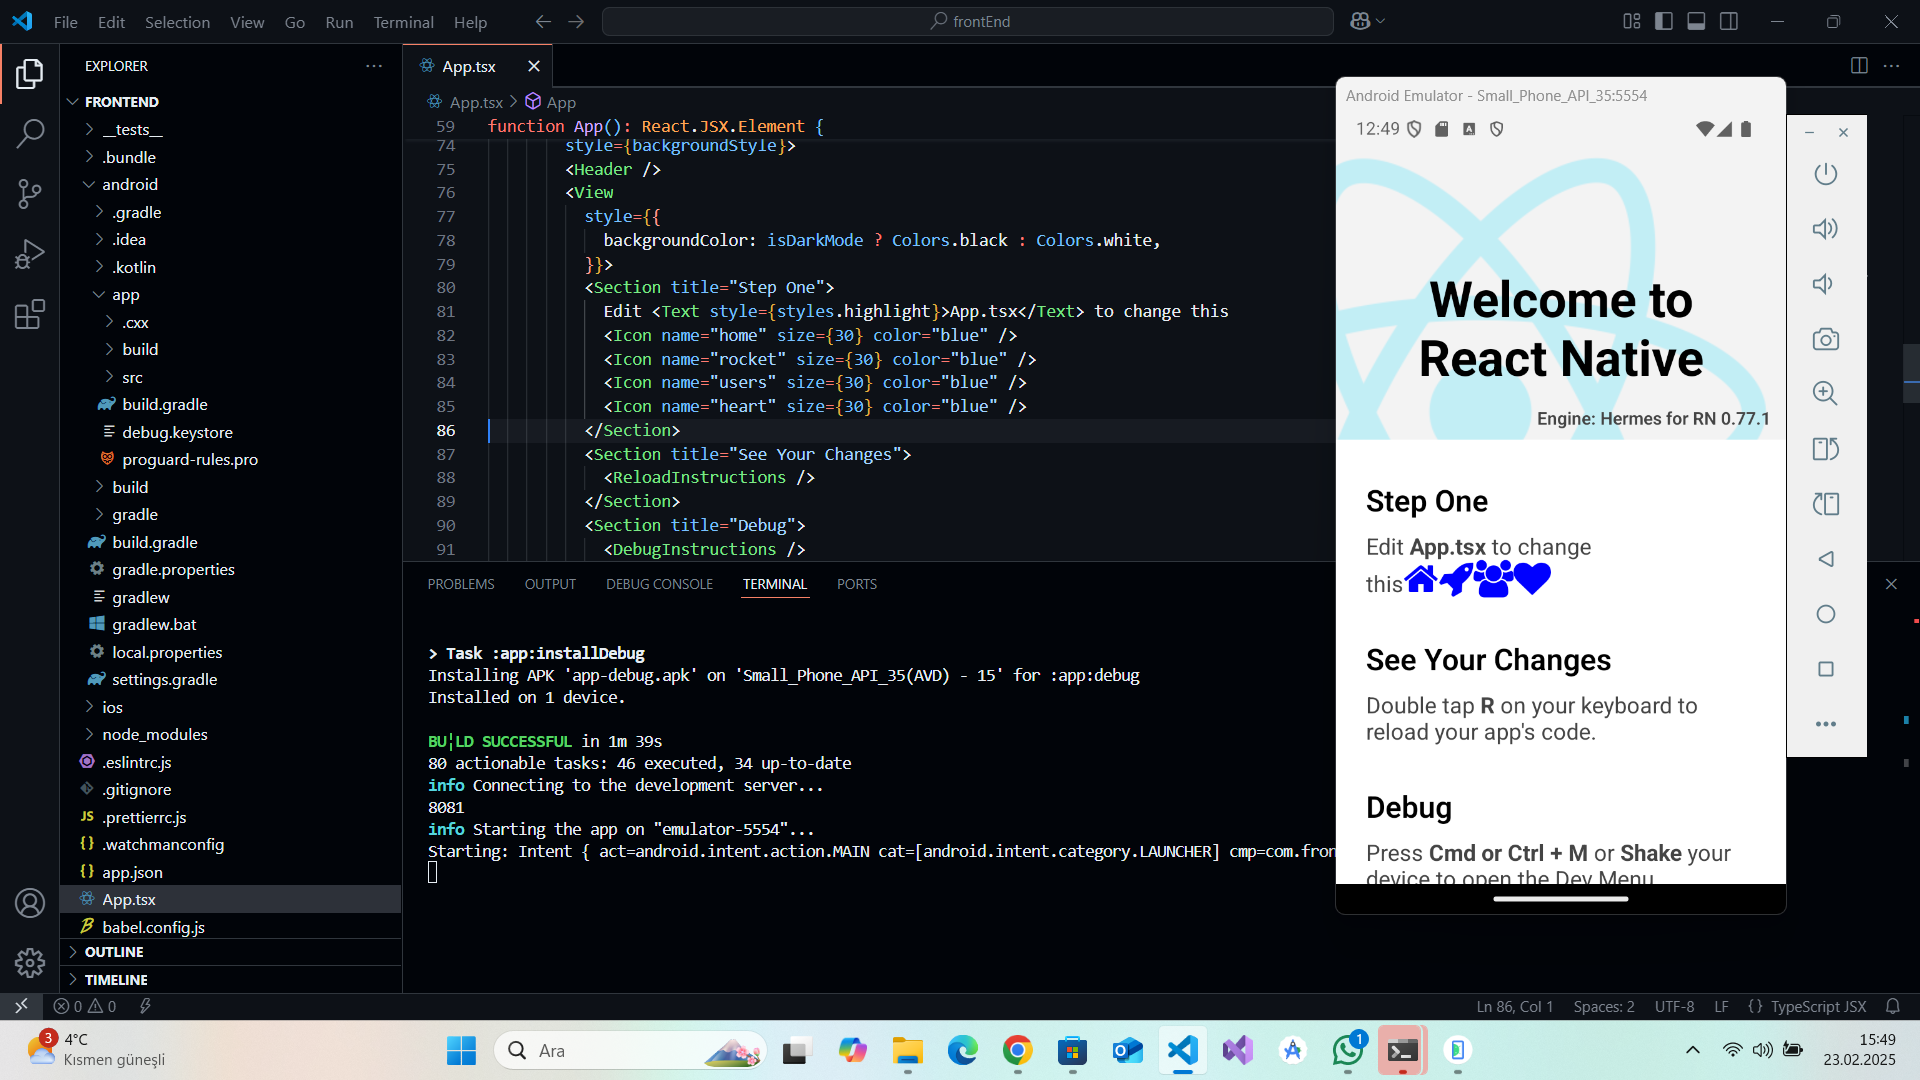 File Edit Selection View Go Run Terminal Help
frontEnd
EXPLORER
FRONTEND
__tests__
.bundle
android
.gradle
.idea
.kotlin
app
.cxx
build
src
build.gradle
debug.keystore
proguard-rules.pro
build
gradle
build.gradle
gradle.properties
gradlew
gradlew.bat
local.properties
settings.gradle
ios
node_modules
.eslintrc.js
.gitignore
JS .prettierrc.js
{} .watchmanconfig
{} app.json
App.tsx
babel.config.js
OUTLINE
TIMELINE
App.tsx
App.tsx > App
59 function App(): React.JSX.Element {
74 style={backgroundStyle}>
75 <Header />
76 <View
77 style={{
78 backgroundColor: isDarkMode ? Colors.black : Colors.white,
79 }}>
80 <Section title="Step One">
81 Edit <Text style={styles.highlight}>App.tsx</Text> to change this
82 <Icon name="home" size={30} color="blue" />
83 <Icon name="rocket" size={30} color="blue" />
84 <Icon name="users" size={30} color="blue" />
85 <Icon name="heart" size={30} color="blue" />
86 </Section>
87 <Section title="See Your Changes">
88 <ReloadInstructions />
89 </Section>
90 <Section title="Debug">
91 <DebugInstructions />
PROBLEMS OUTPUT DEBUG CONSOLE TERMINAL PORTS
> Task :app:installDebug
Installing APK 'app-debug.apk' on 'Small_Phone_API_35(AVD) - 15' for :app:debug
Installed on 1 device.
BU¦LD SUCCESSFUL in 1m 39s
80 actionable tasks: 46 executed, 34 up-to-date
info Connecting to the development server...
8081
info Starting the app on "emulator-5554"...
Starting: Intent { act=android.intent.action.MAIN cat=[android.intent.category.LAUNCHER] cmp=com.fron
Android Emulator - Small_Phone_API_35:5554
12:49
Welcome to
React Native
Engine: Hermes for RN 0.77.1
Step One
Edit App.tsx to change
this
See Your Changes
Double tap R on your keyboard to
reload your app's code.
Debug
Press Cmd or Ctrl + M or Shake your
device to open the Dev Menu
0 0
Ln 86, Col 1 Spaces: 2 UTF-8 LF {} TypeScript JSX
3
4°C
Kısmen güneşli
Ara
1
15:49
23.02.2025